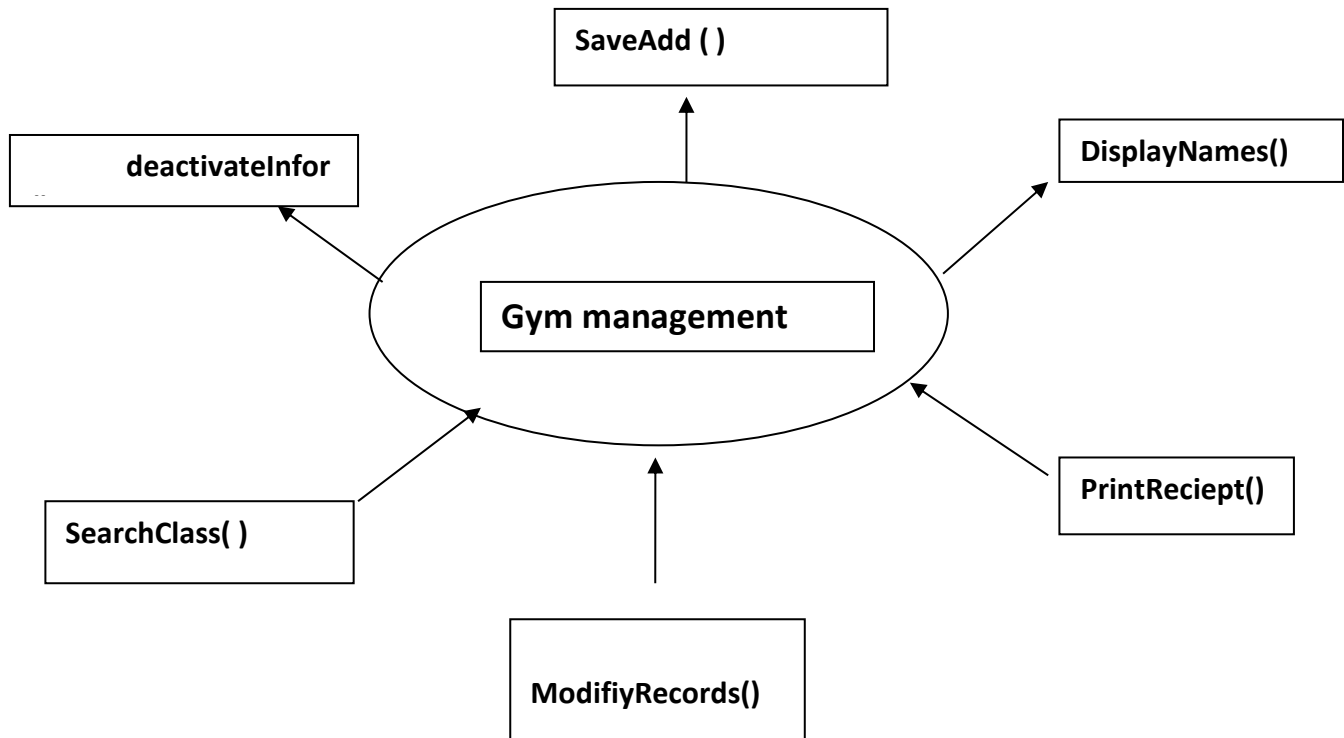 SaveAdd ( )
deactivateInfor
DisplayNames()
Gym management
SearchClass( )
PrintReciept()
ModifiyRecords()